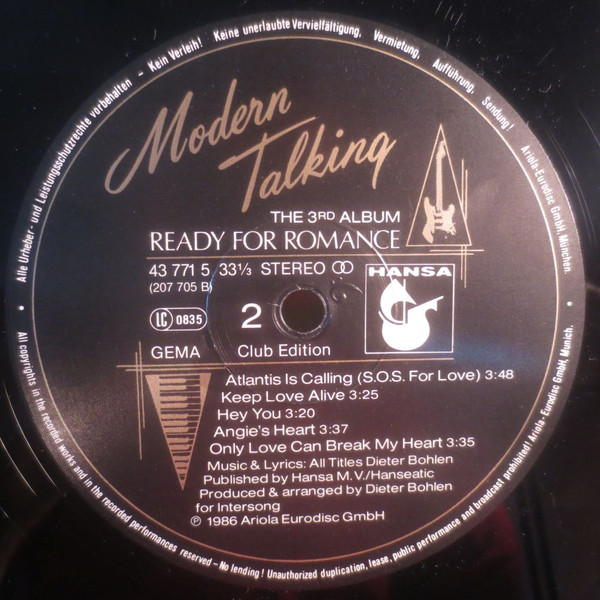 Alle Urheber- und Leistungsschutzrechte vorbehalten – Kein Verleih! Keine unerlaubte Vervielfältigung, Vermietung, Aufführung, Sendung! Ariola-Eurodisc GmbH, München.
Modern
Talking
THE 3RD ALBUM
READY FOR ROMANCE
43 771 5 33⅓ STEREO
(207 705 B)
HANSA
LC 0835
2
GEMA
Club Edition
Atlantis Is Calling (S.O.S. For Love) 3:48
Keep Love Alive 3:25
Hey You 3:20
Angie's Heart 3:37
Only Love Can Break My Heart 3:35
Music & Lyrics: All Titles Dieter Bohlen
Published by Hansa M.V./Hanseatic
Produced & arranged by Dieter Bohlen
for Intersong
℗ 1986 Ariola Eurodisc GmbH
All copyrights in the recorded works and in the recorded performances reserved – No lending! Unauthorized duplication, lease, public performance and broadcast prohibited! Ariola-Eurodisc GmbH, Munich.